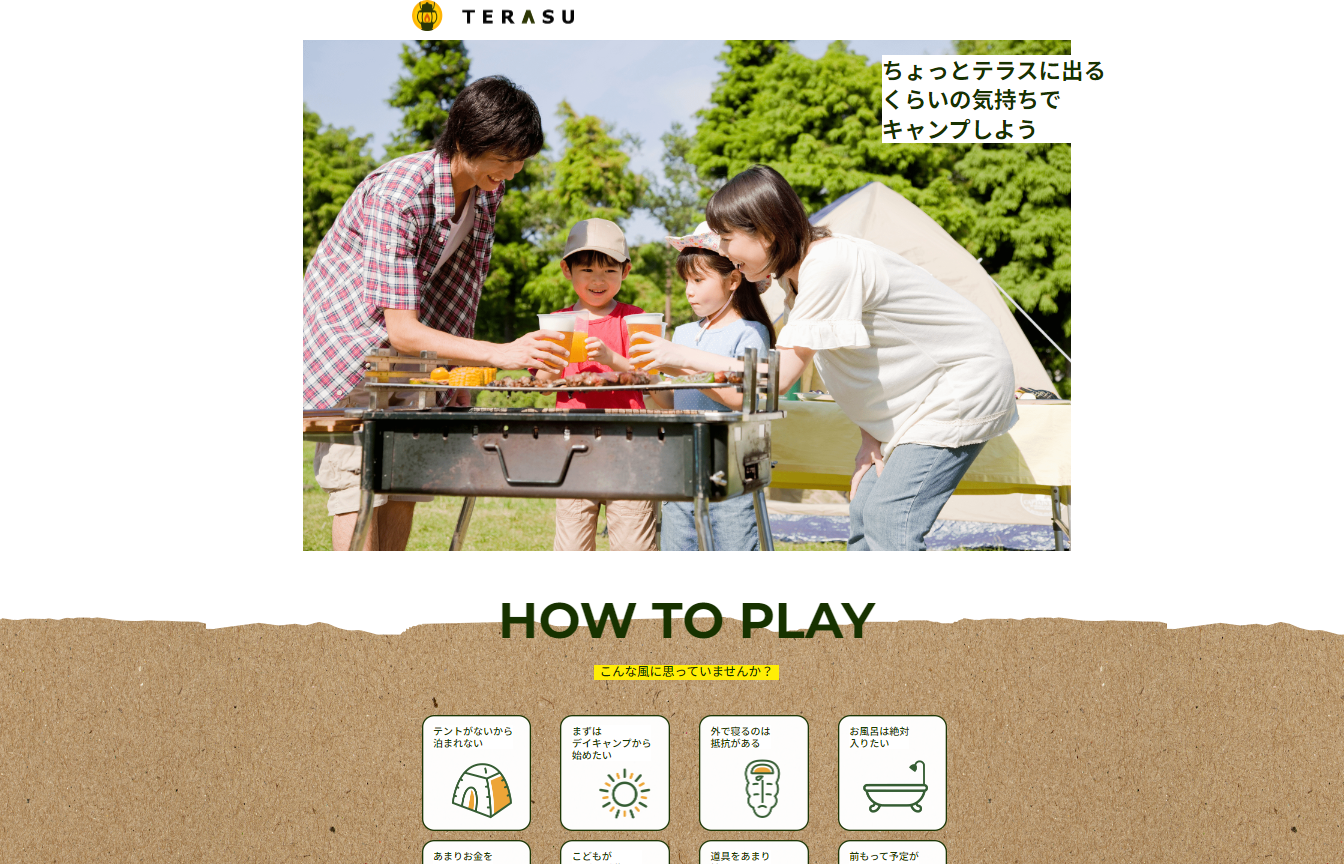 TERASU
ちょっとテラスに出る
くらいの気持ちで
キャンプしよう
HOW TO PLAY
こんな風に思っていませんか？
テントがないから
泊まれない
まずは
デイキャンプから
始めたい
外で寝るのは
抵抗がある
お風呂は絶対
入りたい
あまりお金を
こどもが
道具をあまり
前もって予定が